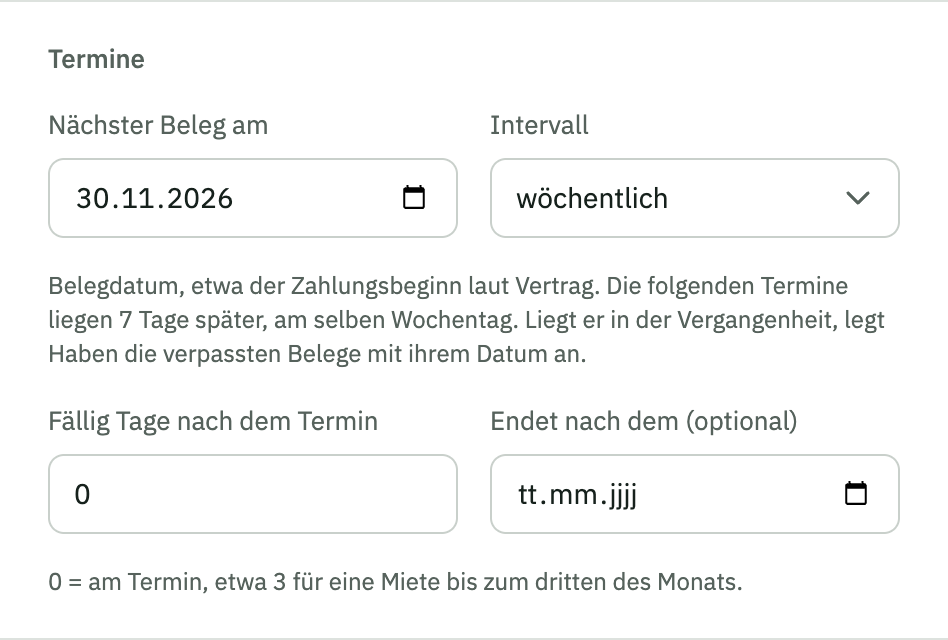 Termine
Nächster Beleg am
Intervall
30.11.2026
wöchentlich
Belegdatum, etwa der Zahlungsbeginn laut Vertrag. Die folgenden Termine
liegen 7 Tage später, am selben Wochentag. Liegt er in der Vergangenheit, legt
Haben die verpassten Belege mit ihrem Datum an.
Fällig Tage nach dem Termin
Endet nach dem (optional)
0
tt.mm.jjjj
0 = am Termin, etwa 3 für eine Miete bis zum dritten des Monats.